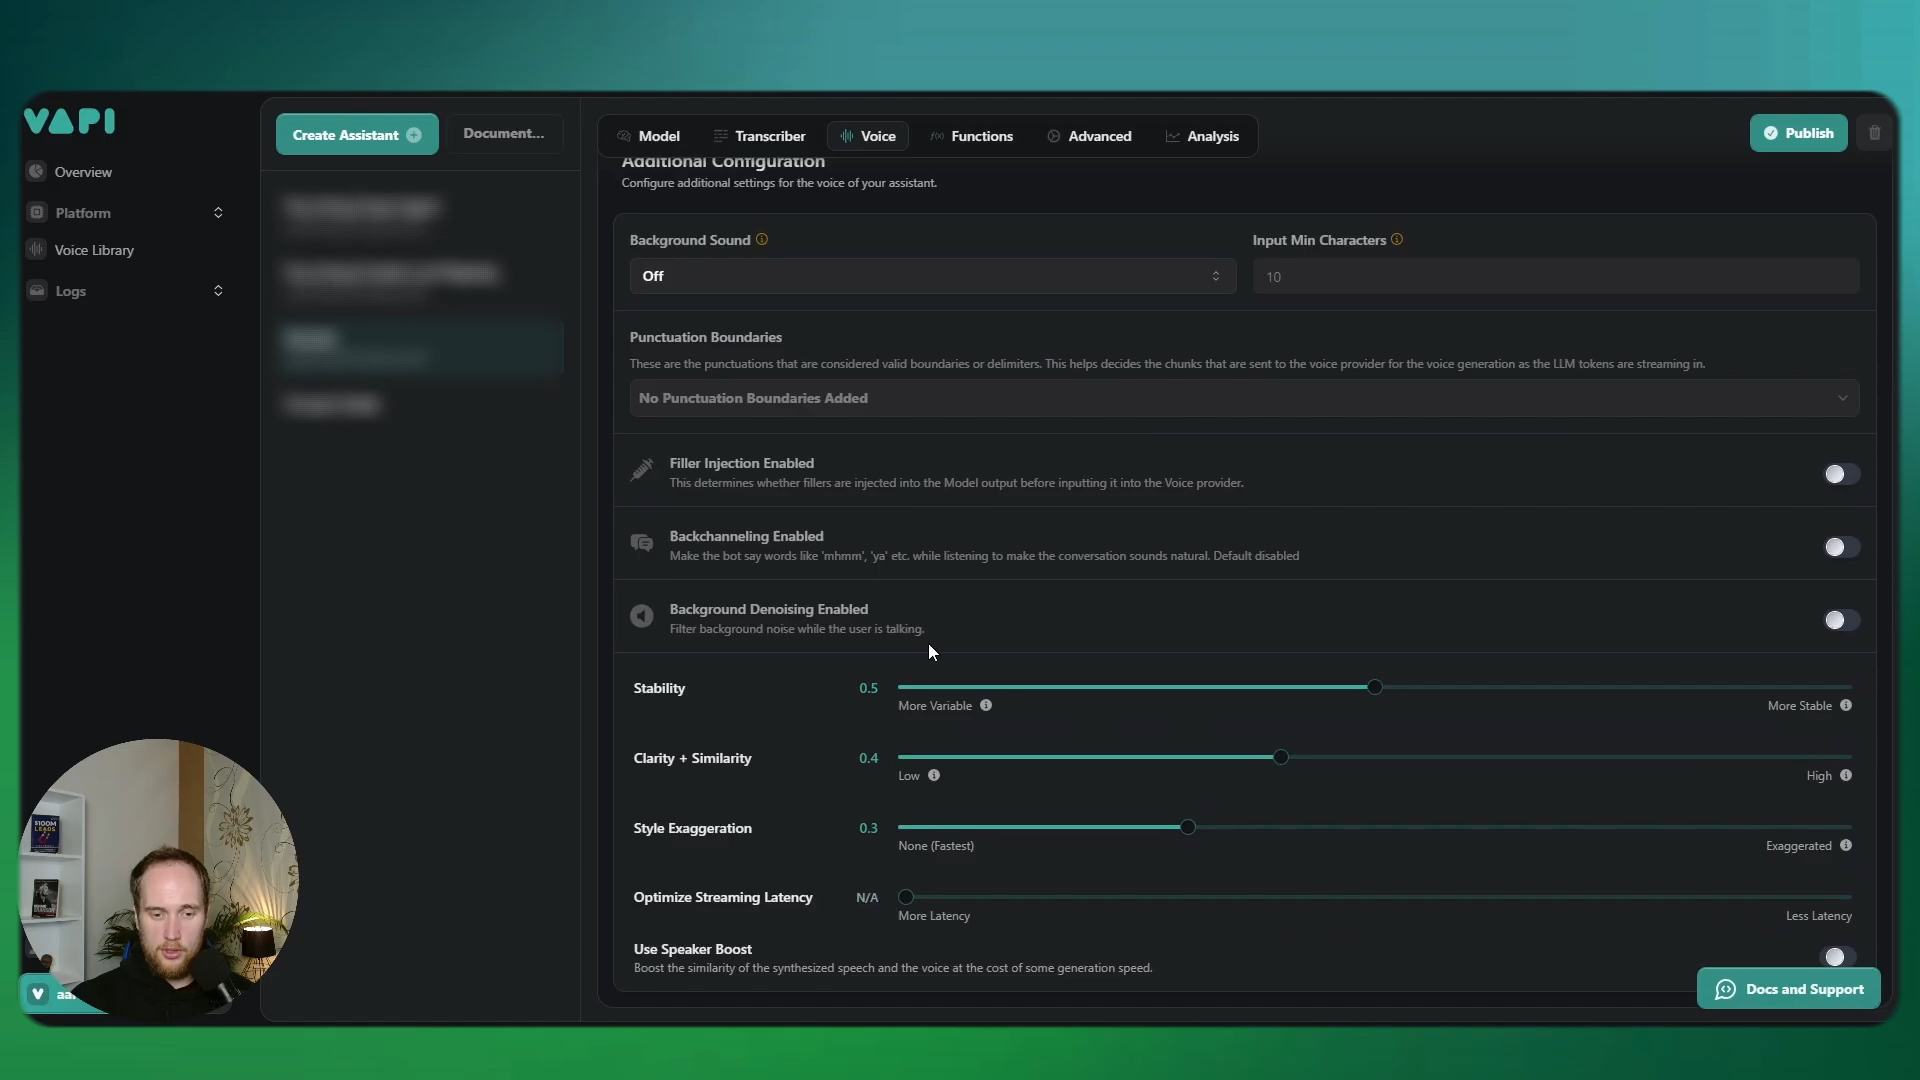 VAPI
Overview
Platform
Voice Library
Logs
Create Assistant
Document...
Model
Transcriber
Voice
Functions
Advanced
Analysis
Publish
Additional Configuration
Configure additional settings for the voice of your assistant.
Background Sound
Off
Input Min Characters
10
Punctuation Boundaries
These are the punctuations that are considered valid boundaries or delimiters. This helps decides the chunks that are sent to the voice provider for the voice generation as the LLM tokens are streaming in.
No Punctuation Boundaries Added
Filler Injection Enabled
This determines whether fillers are injected into the Model output before inputting it into the Voice provider.
Backchanneling Enabled
Make the bot say words like 'mhmm', 'ya' etc. while listening to make the conversation sounds natural. Default disabled
Background Denoising Enabled
Filter background noise while the user is talking.
Stability 0.5
More Variable More Stable
Clarity + Similarity 0.4
Low High
Style Exaggeration 0.3
None (Fastest) Exaggerated
Optimize Streaming Latency N/A
More Latency Less Latency
Use Speaker Boost
Boost the similarity of the synthesized speech and the voice at the cost of some generation speed.
Docs and Support
$100M
LEADS